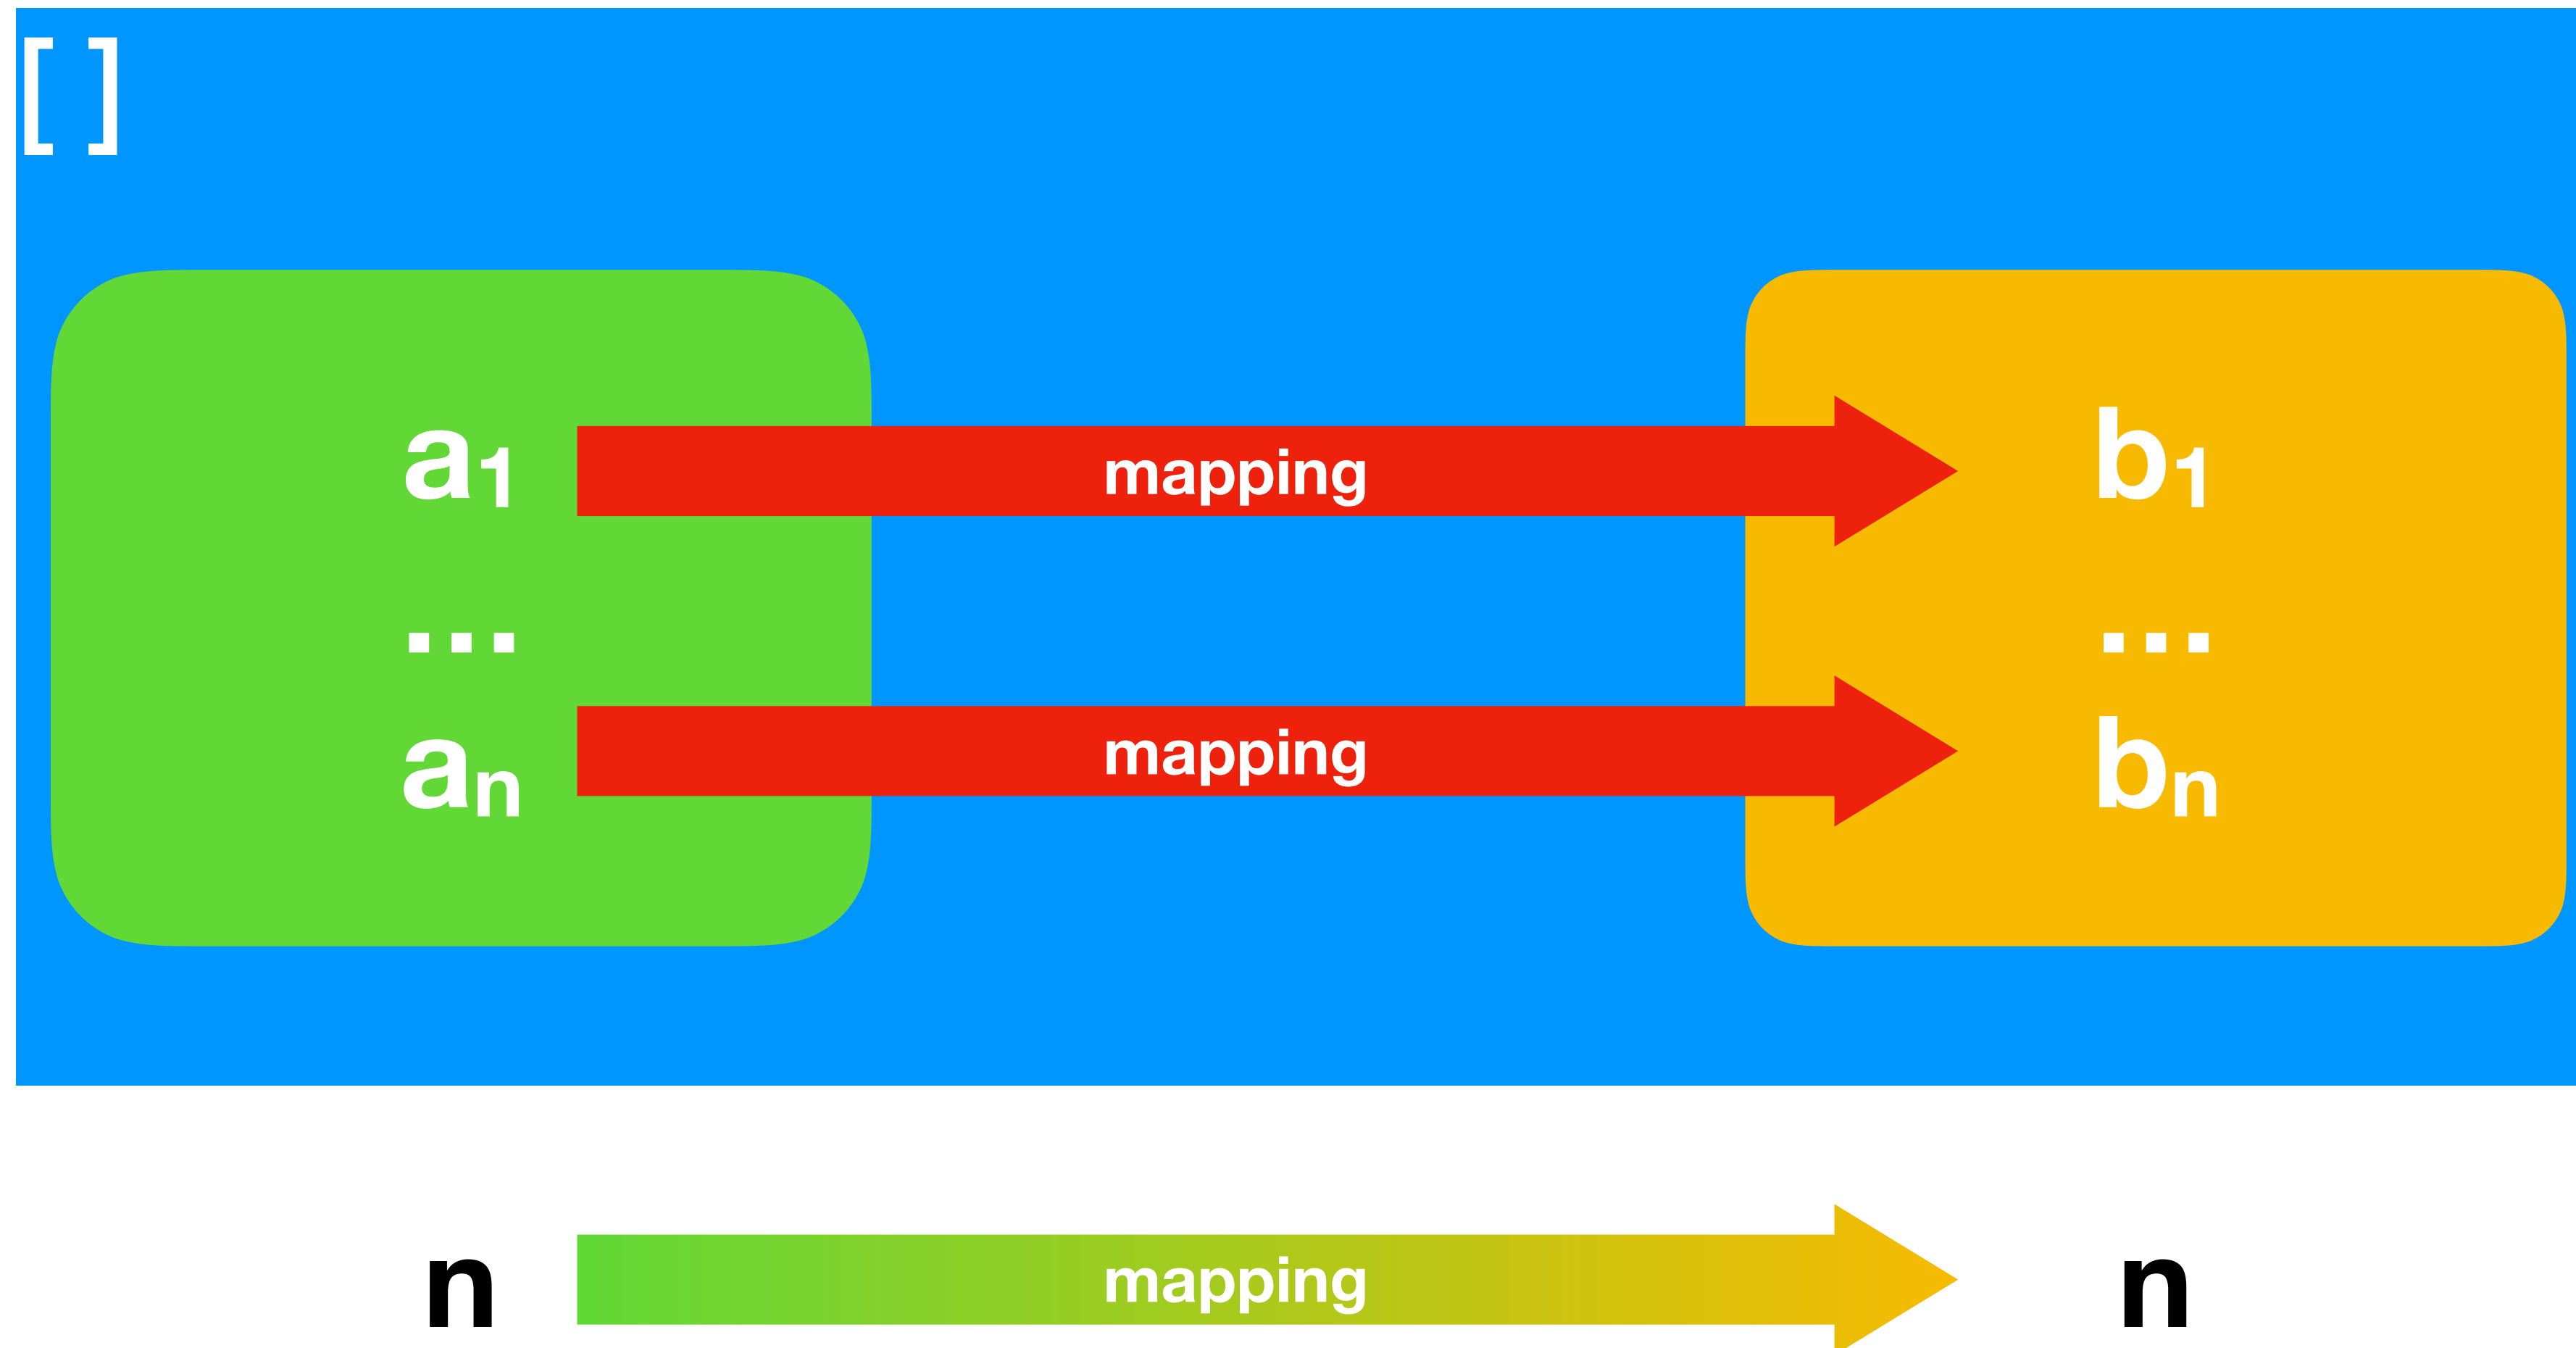 [ ]
a₁ mapping b₁
... ...
aₙ mapping bₙ
n mapping n